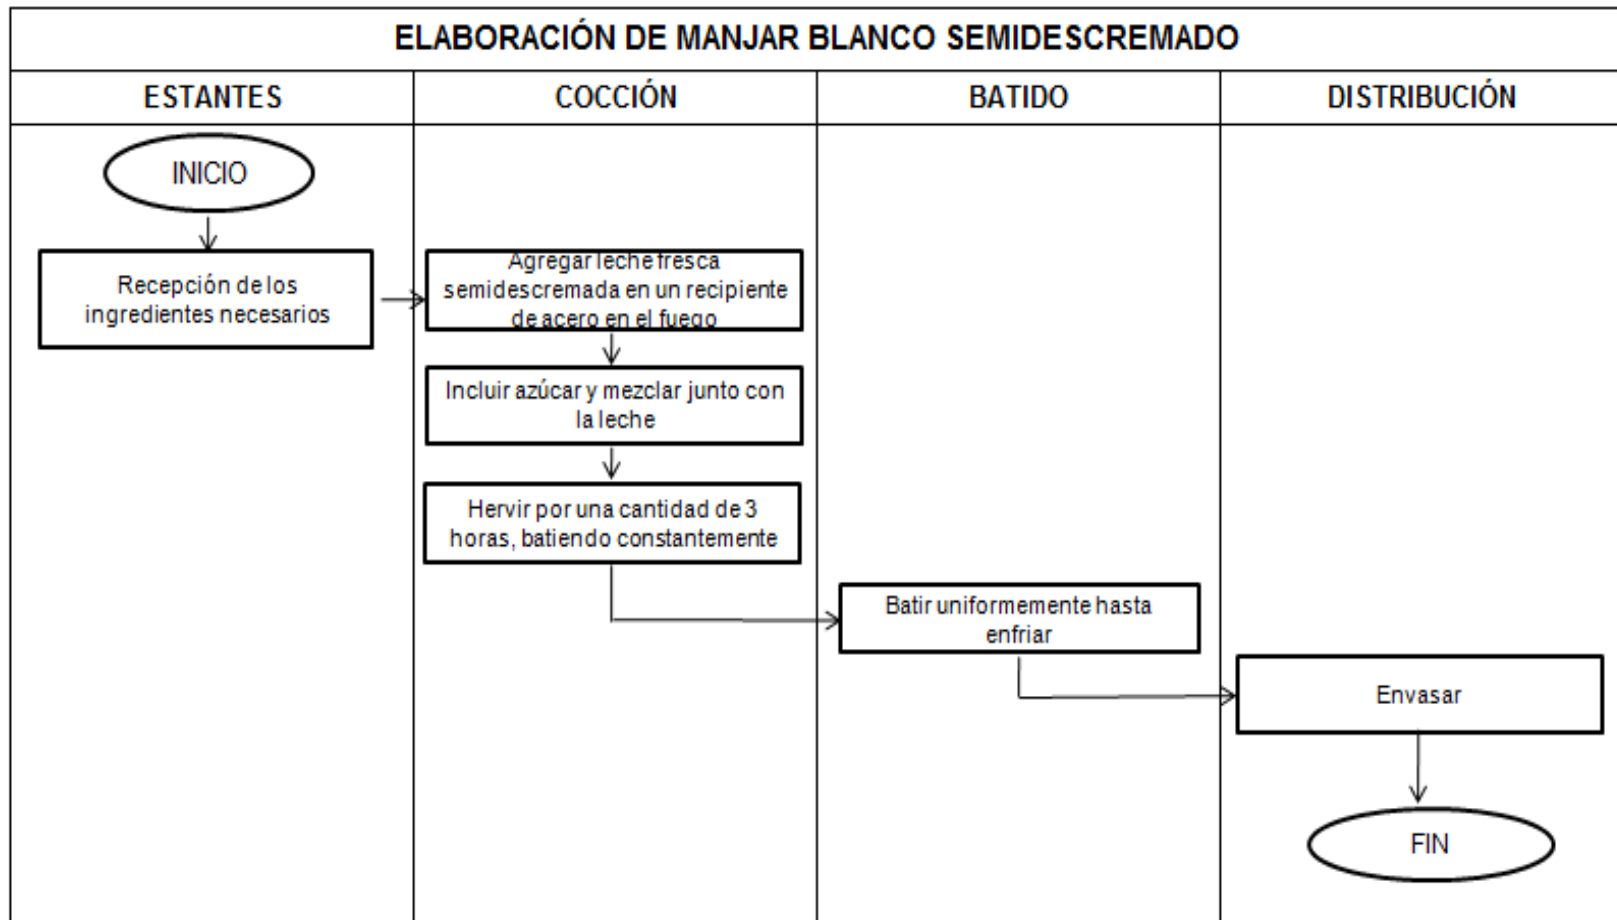 ELABORACIÓN DE MANJAR BLANCO SEMIDESCREMADO
ESTANTES
COCCIÓN
BATIDO
DISTRIBUCIÓN
INICIO
Recepción de los
ingredientes necesarios
Agregar leche fresca
semidescremada en un recipiente
de acero en el fuego
Incluir azúcar y mezclar junto con
la leche
Hervir por una cantidad de 3
horas, batiendo constantemente
Batir uniformemente hasta
enfriar
Envasar
FIN